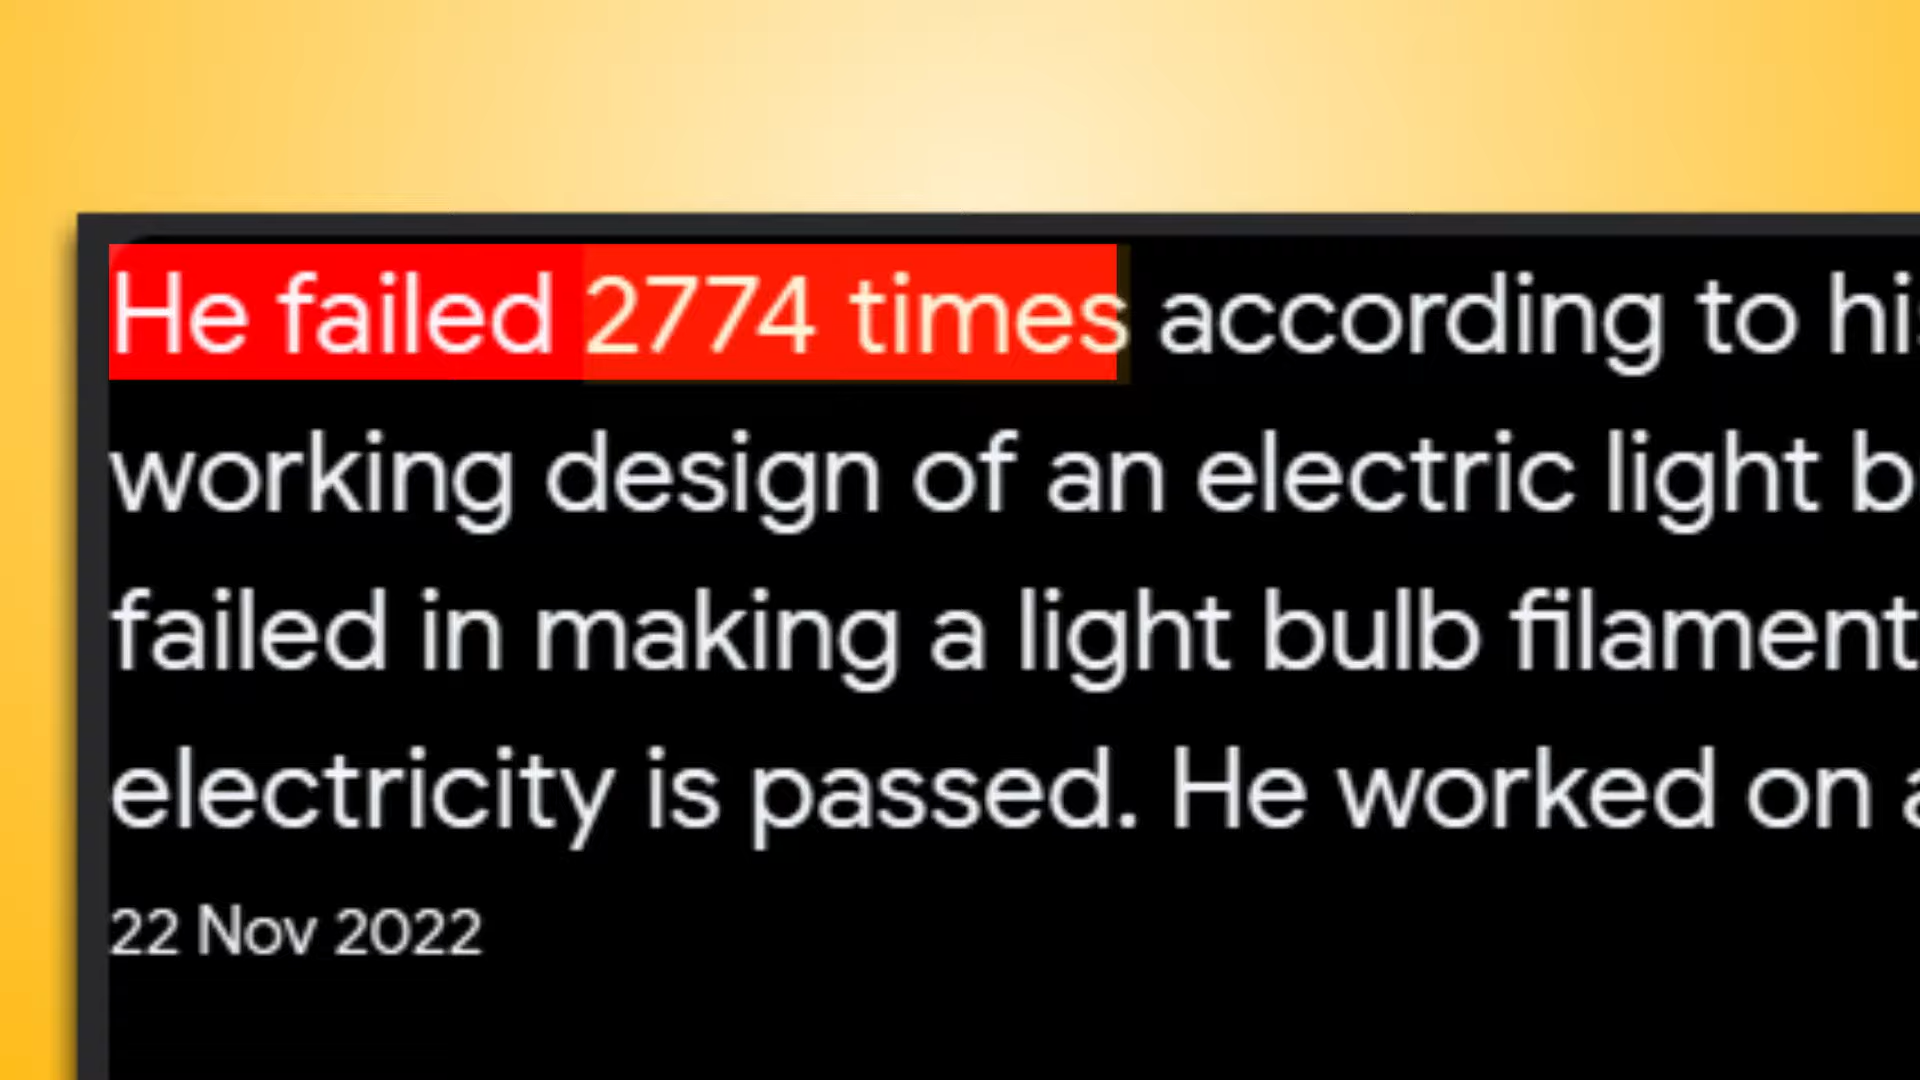 He failed 2774 times according to
working design of an electric light
failed in making a light bulb filament
electricity is passed. He worked on
22 Nov 2022